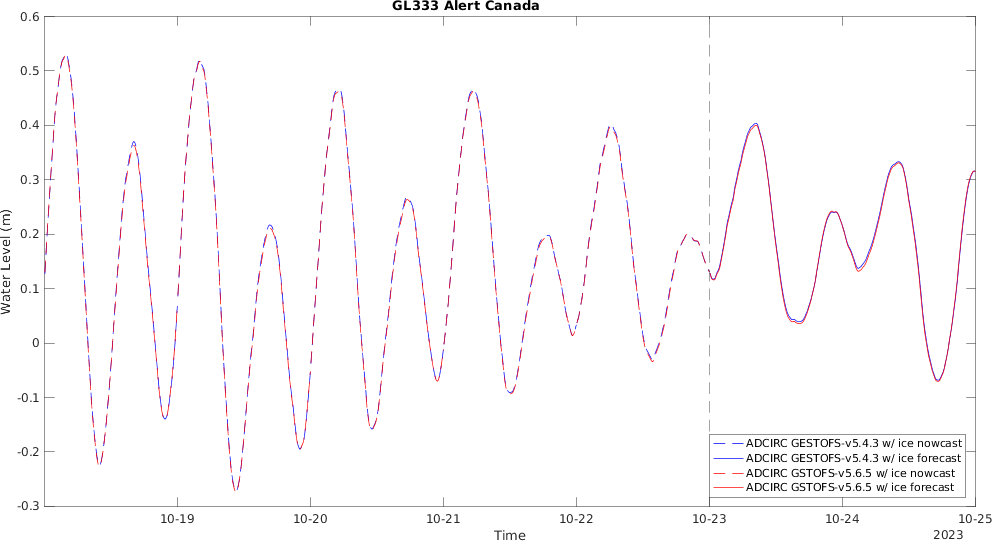 GL333 Alert Canada
0.6
0.5
0.4
0.3
0.2
0.1
0
-0.1
-0.2
-0.3
Water Level (m)
10-19 10-20 10-21 10-22 10-23 10-24 10-25
Time
2023
ADCIRC GESTOFS-v5.4.3 w/ ice nowcast
ADCIRC GESTOFS-v5.4.3 w/ ice forecast
ADCIRC GSTOFS-v5.6.5 w/ ice nowcast
ADCIRC GSTOFS-v5.6.5 w/ ice forecast